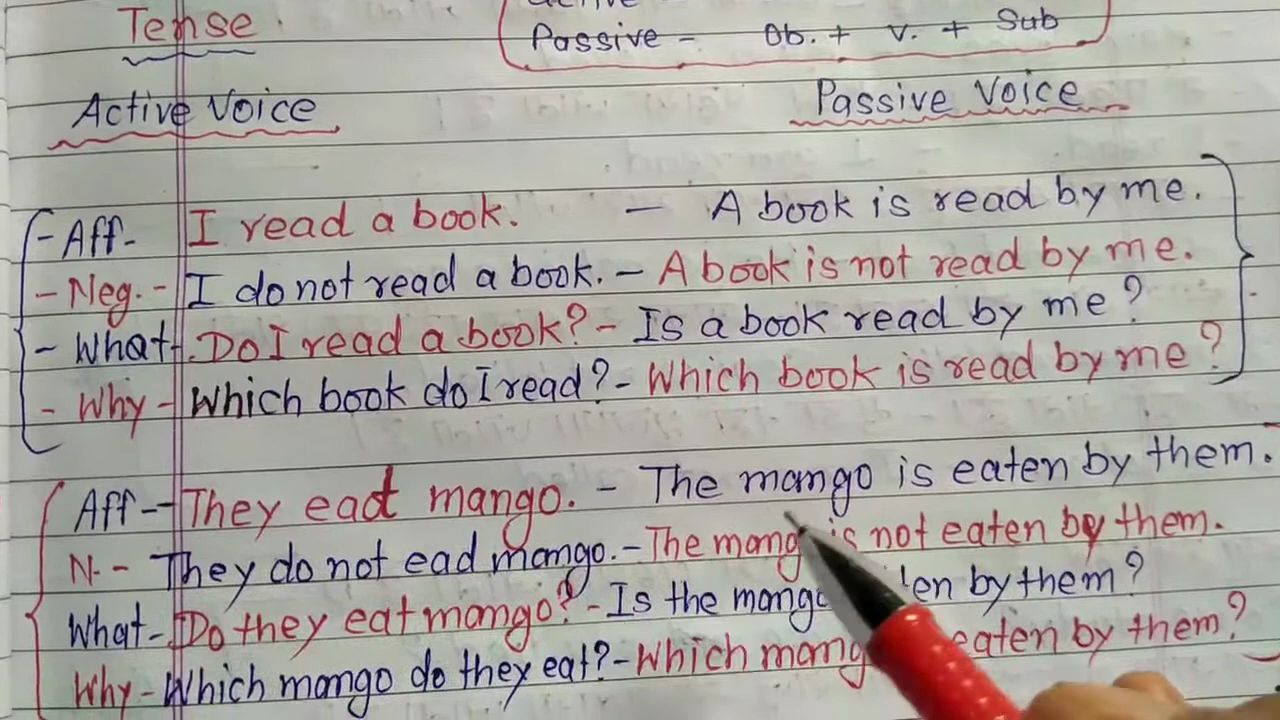 Tense
Passive - Ob. + v. + Sub
Active Voice Passive Voice
- Aff- I read a book. - A book is read by me.
- Neg. - I do not read a book. - A book is not read by me.
- What - Do I read a book? - Is a book read by me?
- Why - Which book do I read? - Which book is read by me?
Aff - They eat mango. - The mango is eaten by them.
N. - They do not ead mango. - The mang is not eaten by them.
What - Do they eat mango? - Is the mango by them?
Why - Which mango do they eat? - Which eaten by them?